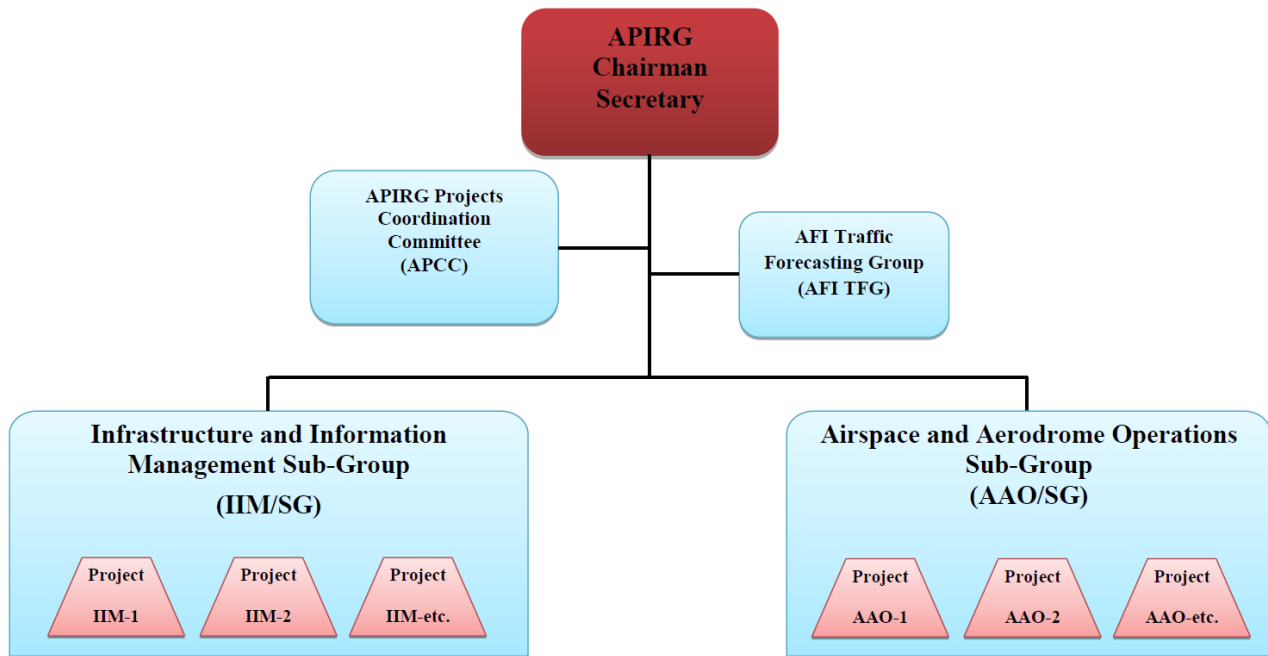 APIRG
Chairman
Secretary
APIRG Projects
Coordination
Committee
(APCC)
AFI Traffic
Forecasting Group
(AFI TFG)
Infrastructure and Information
Management Sub-Group
(IIM/SG)
Project
IIM-1
Project
IIM-2
Project
IIM-etc.
Airspace and Aerodrome Operations
Sub-Group
(AAO/SG)
Project
AAO-1
Project
AAO-2
Project
AAO-etc.